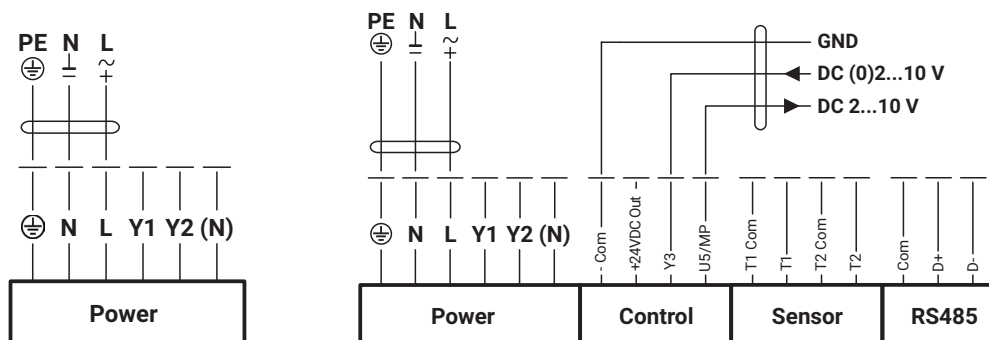 PE N L
N L Y1 Y2 (N)
Power
PE N L
GND
DC (0)2...10 V
DC 2...10 V
N L Y1 Y2 (N)
- Com
+24VDC Out
Y3
U5/MP
T1 Com
T1
T2 Com
T2
Com
D+
D-
Power
Control
Sensor
RS485